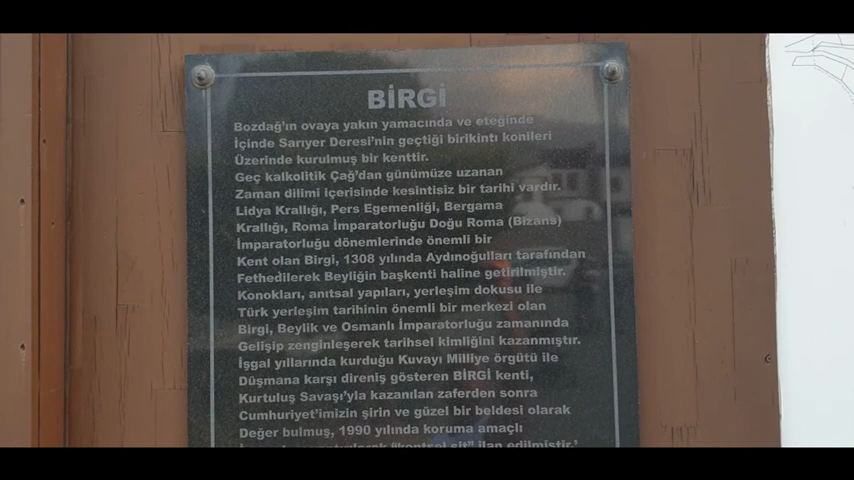 BİRGİ
Bozdağ'ın ovaya yakın yamacında ve eteğinde
İçinde Sarıyer Deresi'nin geçtiği birikinti konileri
Üzerinde kurulmuş bir kenttir.
Geç kalkolitik Çağ'dan günümüze uzanan
Zaman dilimi içerisinde kesintisiz bir tarihi vardır.
Lidya Krallığı, Pers Egemenliği, Bergama
Krallığı, Roma İmparatorluğu Doğu Roma (Bizans)
İmparatorluğu dönemlerinde önemli bir
Kent olan Birgi, 1308 yılında Aydınoğulları tarafından
Fethedilerek Beyliğin başkenti haline getirilmiştir.
Konokları, anıtsal yapıları, yerleşim dokusu ile
Türk yerleşim tarihinin önemli bir merkezi olan
Birgi, Beylik ve Osmanlı İmparatorluğu zamanında
Gelişip zenginleşerek tarihsel kimliğini kazanmıştır.
İşgal yıllarında kurduğu Kuvayı Milliye örgütü ile
Düşmana karşı direniş gösteren BİRGİ kenti,
Kurtuluş Savaşı'yla kazanılan zaferden sonra
Cumhuriyet'imizin şirin ve güzel bir beldesi olarak
Değer bulmuş, 1990 yılında koruma amaçlı
"kentsel sit" ilan edilmiştir.'